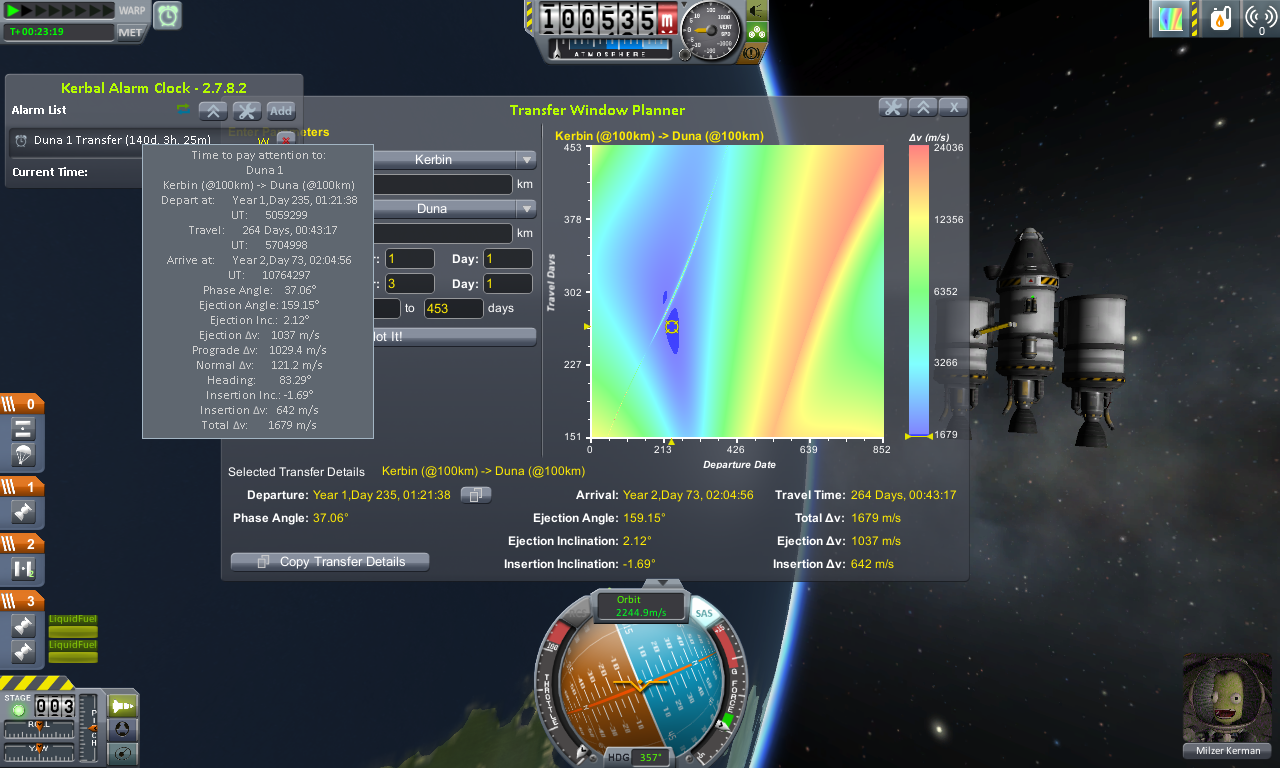 WARP
T+00:23:19
MET
100535 m
ATMOSPHERE
VERT SPD
0
Kerbal Alarm Clock - 2.7.8.2
Alarm List
Add
Duna 1 Transfer (140d, 3h, 25m)
Current Time:
Time to pay attention to:
Duna 1
Kerbin (@100km) -> Duna (@100km)
Depart at: Year 1,Day 235, 01:21:38
UT: 5059299
Travel: 264 Days, 00:43:17
UT: 5704998
Arrive at: Year 2,Day 73, 02:04:56
UT: 10764297
Phase Angle: 37.06°
Ejection Angle: 159.15°
Ejection Inc.: 2.12°
Ejection Δv: 1037 m/s
Prograde Δv: 1029.4 m/s
Normal Δv: 121.2 m/s
Heading: 83.29°
Insertion Inc.: -1.69°
Insertion Δv: 642 m/s
Total Δv: 1679 m/s
Transfer Window Planner
X
Kerbin
km
Duna
km
1 Day: 1
3 Day: 1
to 453 days
lot It!
Kerbin (@100km) -> Duna (@100km)
Travel Days
453
378
302
227
151
0 213 426 639 852
Departure Date
Δv (m/s)
24036
12356
6352
3266
1679
Selected Transfer Details Kerbin (@100km) -> Duna (@100km)
Departure: Year 1,Day 235, 01:21:38
Arrival: Year 2,Day 73, 02:04:56
Travel Time: 264 Days, 00:43:17
Phase Angle: 37.06°
Ejection Angle: 159.15°
Total Δv: 1679 m/s
Ejection Inclination: 2.12°
Ejection Δv: 1037 m/s
Copy Transfer Details
Insertion Inclination: -1.69°
Insertion Δv: 642 m/s
0
1
2
3
LiquidFuel
LiquidFuel
STAGE
003
ROLL
YAW
PITCH
Orbit
2244.9m/s
SAS
THROTTLE
G FORCE
HDG 357°
Milzer Kerman